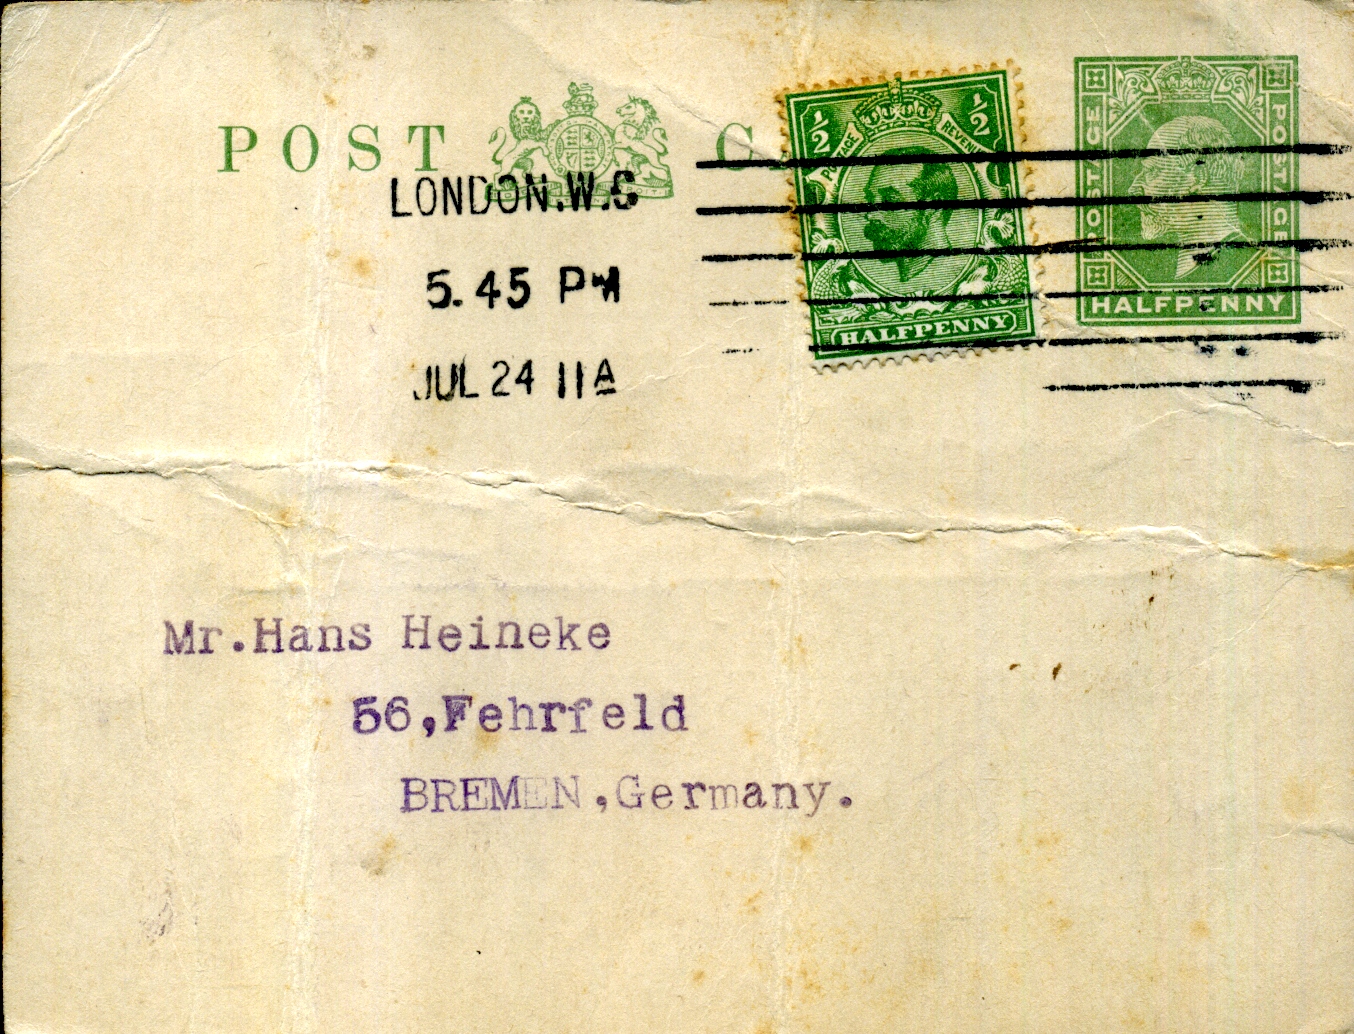 POST
LONDON.W.C
5.45 PM
JUL 24 11 A
½ ½
POSTAGE REVENUE
HALFPENNY
POSTAGE POSTAGE
HALFPENNY
Mr.Hans Heineke
56,Fehrfeld
BREMEN,Germany.